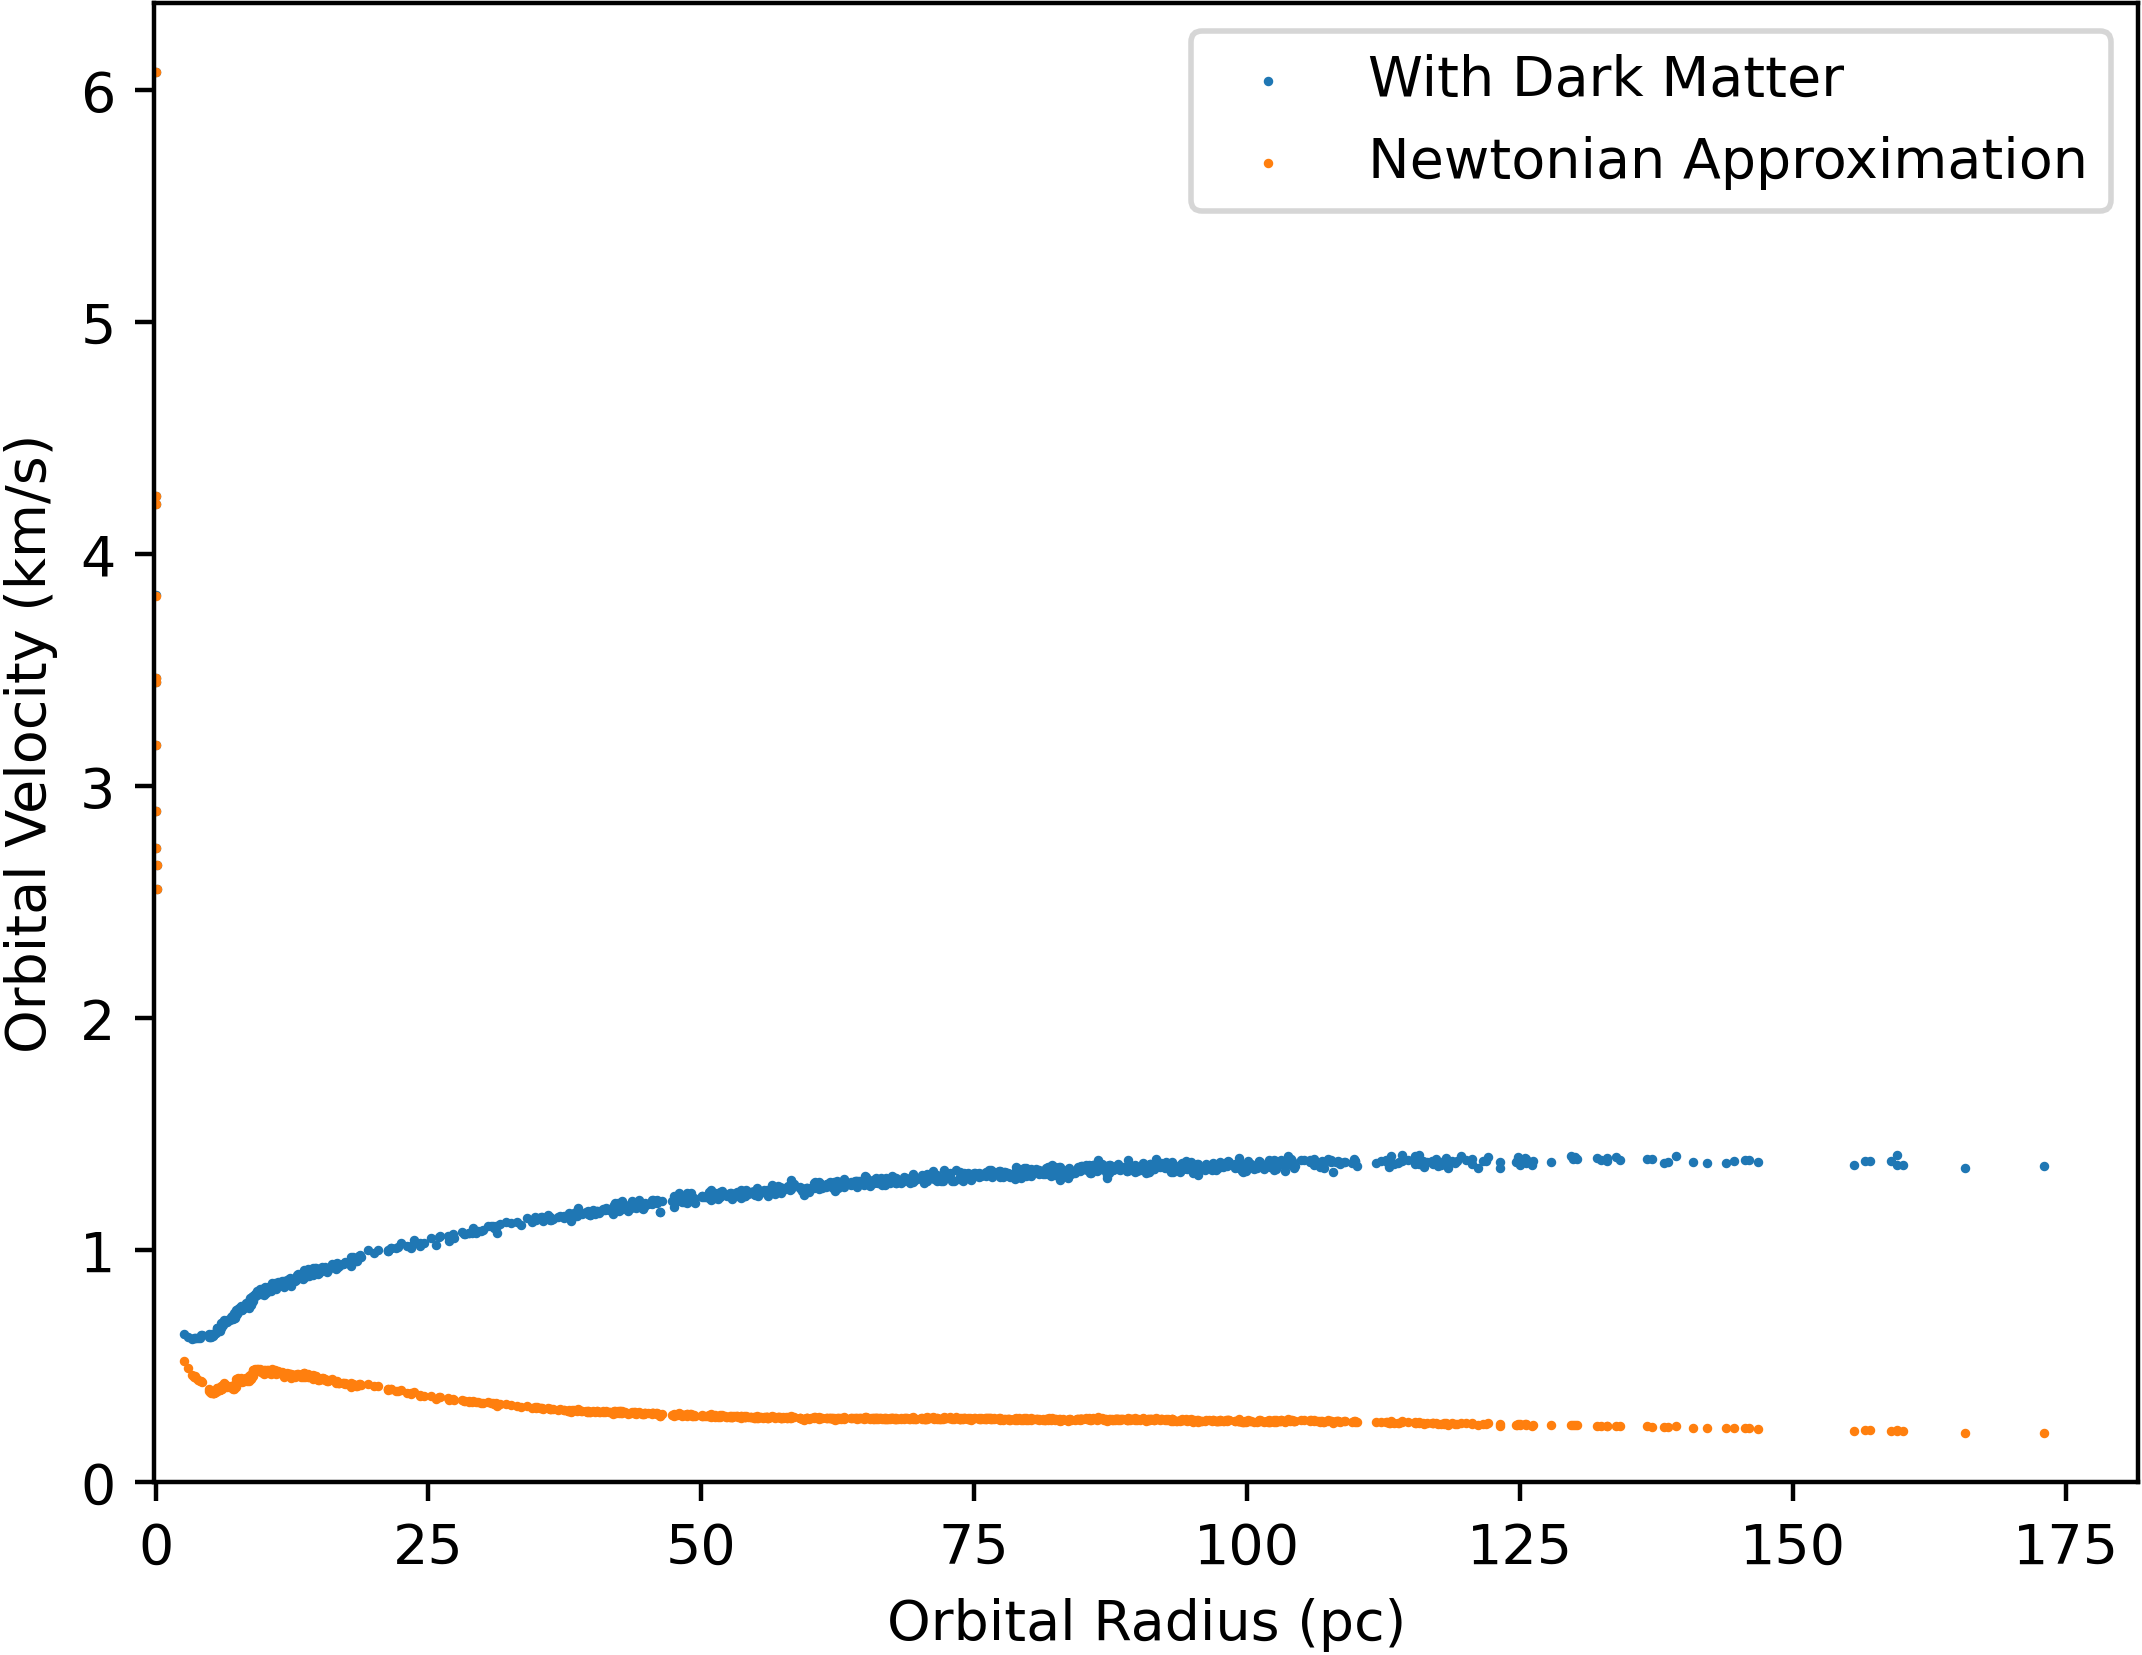 With Dark Matter
Newtonian Approximation
Orbital Velocity (km/s)
6
5
4
3
2
1
0
0 25 50 75 100 125 150 175
Orbital Radius (pc)